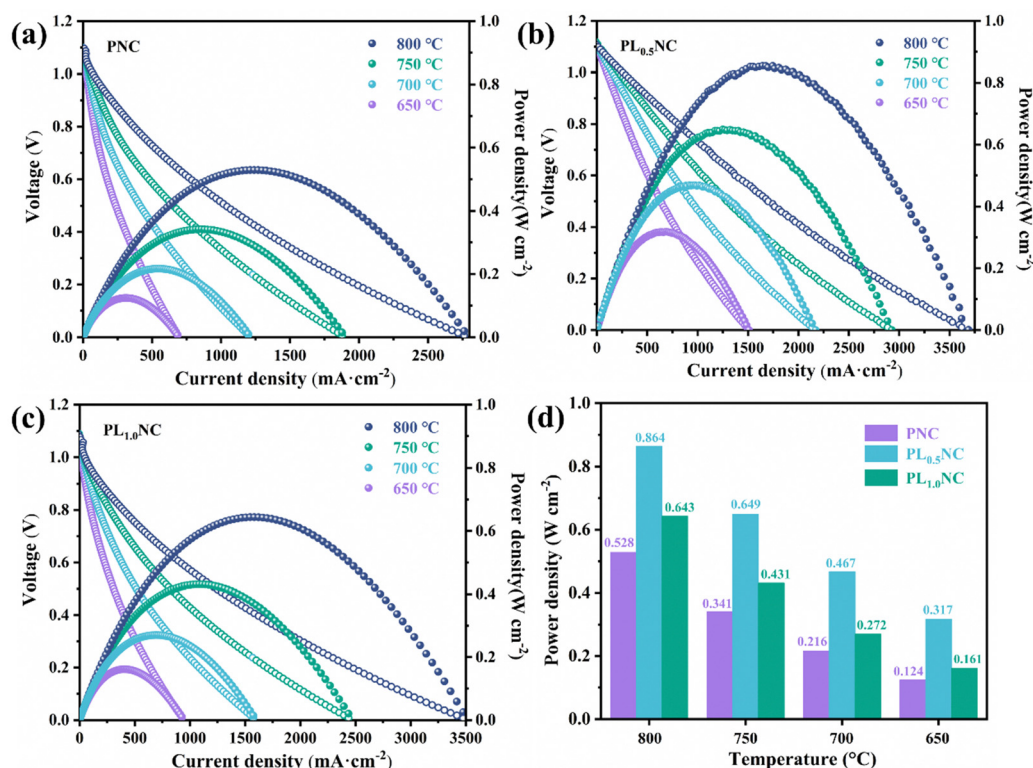 (a)
PNC
800 °C
750 °C
700 °C
650 °C
1.2
1.0
0.8
0.6
0.4
0.2
0.0
Voltage (V)
1.0
0.8
0.6
0.4
0.2
0.0
Power density(W cm⁻²)
0 500 1000 1500 2000 2500
Current density (mA·cm⁻²)
(b)
PL₀.₅NC
800 °C
750 °C
700 °C
650 °C
1.2
1.0
0.8
0.6
0.4
0.2
0.0
Voltage (V)
1.0
0.8
0.6
0.4
0.2
0.0
Power density(W cm⁻²)
0 500 1000 1500 2000 2500 3000 3500
Current density (mA·cm⁻²)
(c)
PL₁.₀NC
800 °C
750 °C
700 °C
650 °C
1.2
1.0
0.8
0.6
0.4
0.2
0.0
Voltage (V)
1.0
0.8
0.6
0.4
0.2
0.0
Power density(W cm⁻²)
0 500 1000 1500 2000 2500 3000 3500
Current density (mA·cm⁻²)
(d)
PNC
PL₀.₅NC
PL₁.₀NC
1.0
0.8
0.6
0.4
0.2
0.0
Power density (W cm⁻²)
0.528
0.864
0.643
0.341
0.649
0.431
0.216
0.467
0.272
0.124
0.317
0.161
800 750 700 650
Temperature (°C)